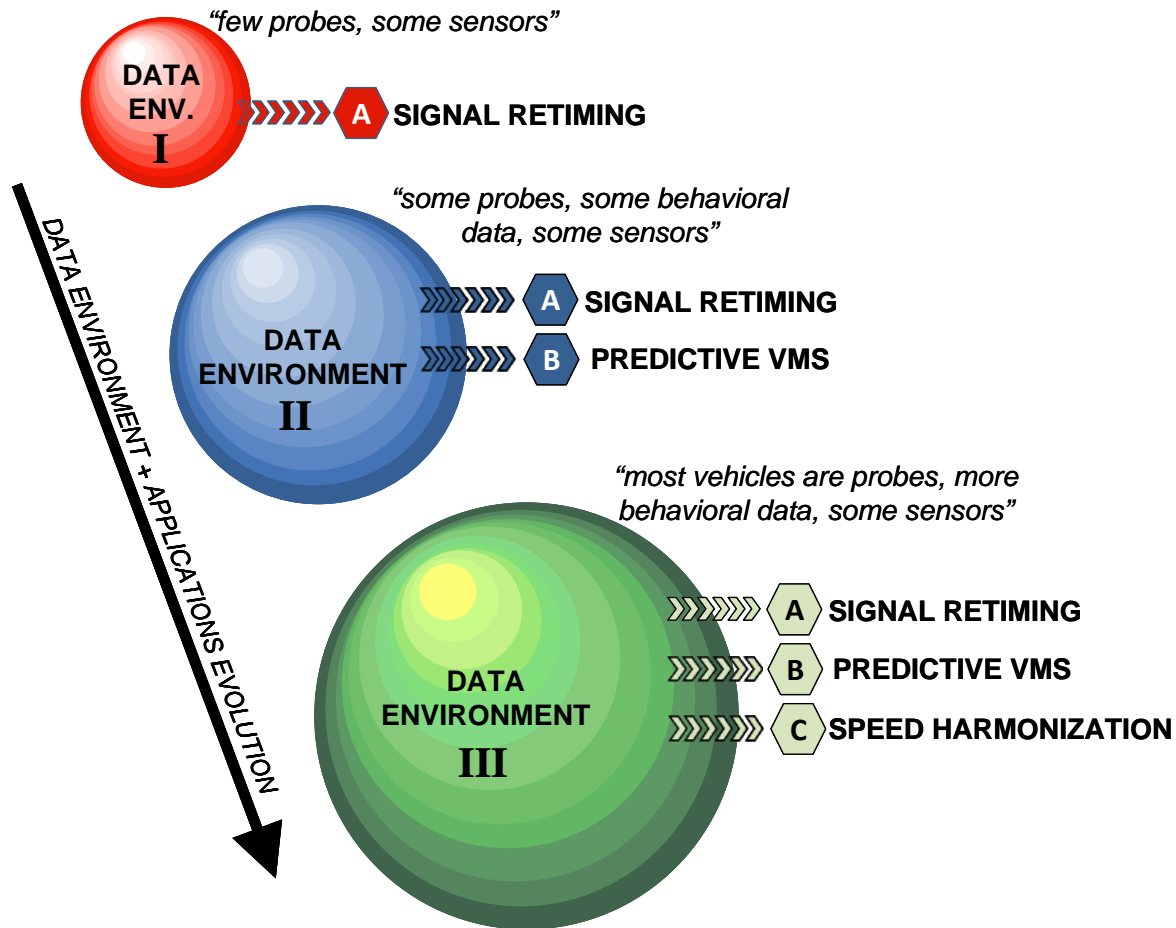 “few probes, some sensors”
DATA
ENV.
I
A SIGNAL RETIMING
“some probes, some behavioral
data, some sensors”
DATA
ENVIRONMENT
II
A SIGNAL RETIMING
B PREDICTIVE VMS
DATA ENVIRONMENT + APPLICATIONS EVOLUTION
“most vehicles are probes, more
behavioral data, some sensors”
DATA
ENVIRONMENT
III
A SIGNAL RETIMING
B PREDICTIVE VMS
C SPEED HARMONIZATION